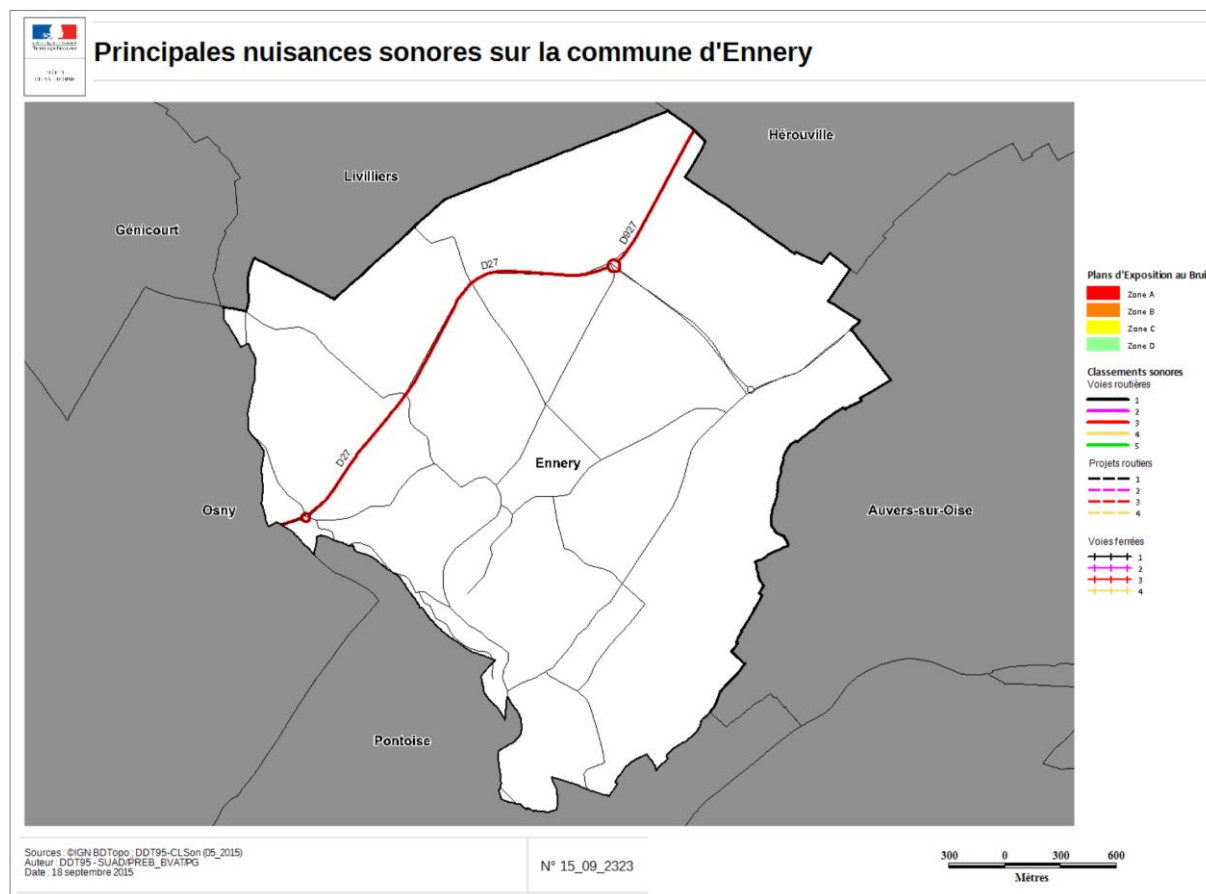 Principales nuisances sonores sur la commune d'Ennery
Hérouville
Livilliers
Génicourt
D927
D27
D27
Ennery
Osny
Auvers-sur-Oise
Pontoise
Plans d'Exposition au Brui
Zone A
Zone B
Zone C
Zone D
Classements sonores
Voies routières
1
2
3
4
5
Projets routiers
1
2
3
4
Voies ferrées
1
2
3
4
Sources : ©IGN BDTopo ; DDT95-CLSon (05_2015)
Auteur : DDT95 - SUAD/PREB_BVAT/PG
Date : 18 septembre 2015
N° 15_09_2323
300 0 300 600
Mètres